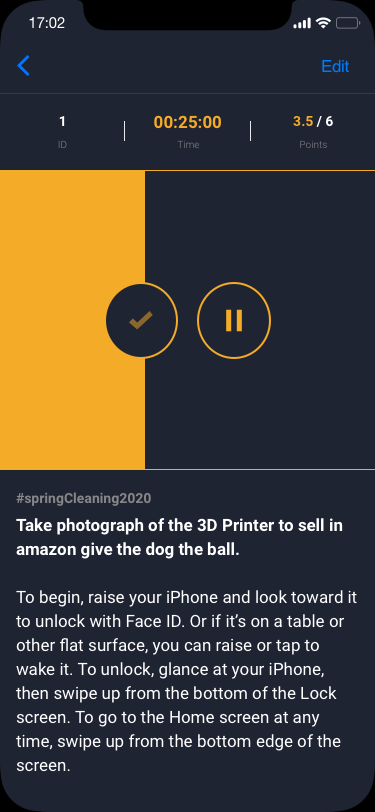 17:02
Edit
1
ID
00:25:00
Time
3.5 / 6
Points
#springCleaning2020
Take photograph of the 3D Printer to sell in
amazon give the dog the ball.
To begin, raise your iPhone and look toward it
to unlock with Face ID. Or if it's on a table or
other flat surface, you can raise or tap to
wake it. To unlock, glance at your iPhone,
then swipe up from the bottom of the Lock
screen. To go to the Home screen at any
time, swipe up from the bottom edge of the
screen.